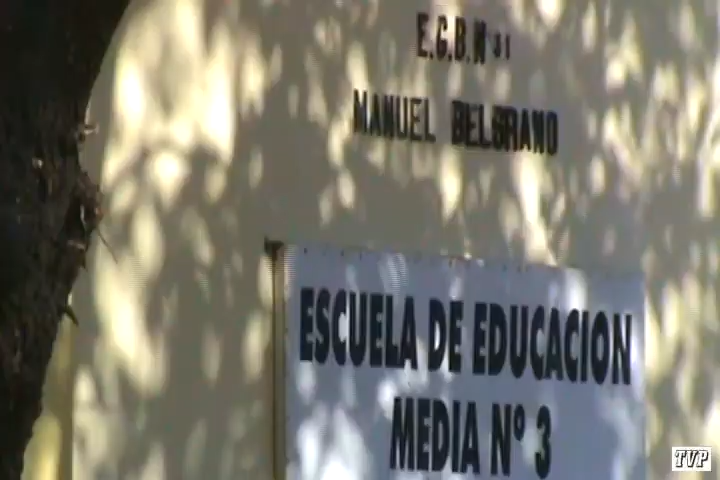 E.G.B. N 31
MANUEL BELGRANO
ESCUELA DE EDUCACION
MEDIA N° 3
TVP